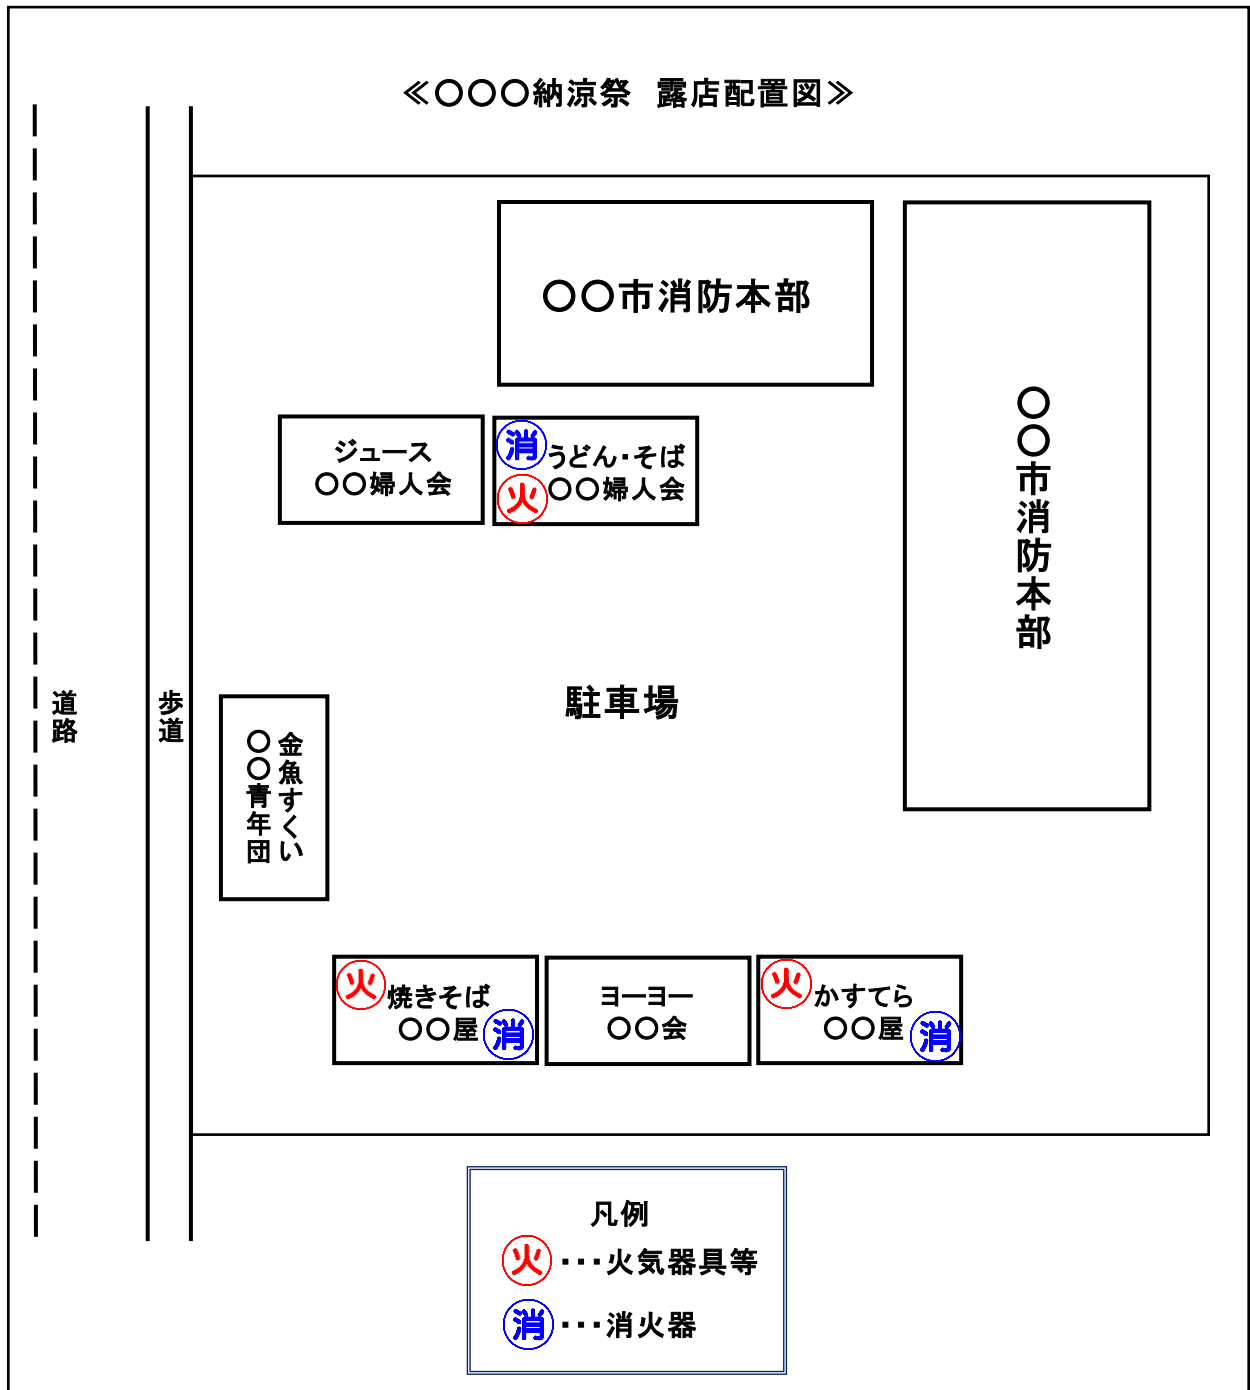 ≪〇〇〇納涼祭 露店配置図≫
〇〇市消防本部
〇〇市消防本部
ジュース
〇〇婦人会
消
火
うどん・そば
〇〇婦人会
道路
歩道
駐車場
金魚すくい
〇〇青年団
火
焼きそば
〇〇屋
消
ヨーヨー
〇〇会
火
かすてら
〇〇屋
消
凡例
火・・・火気器具等
消・・・消火器